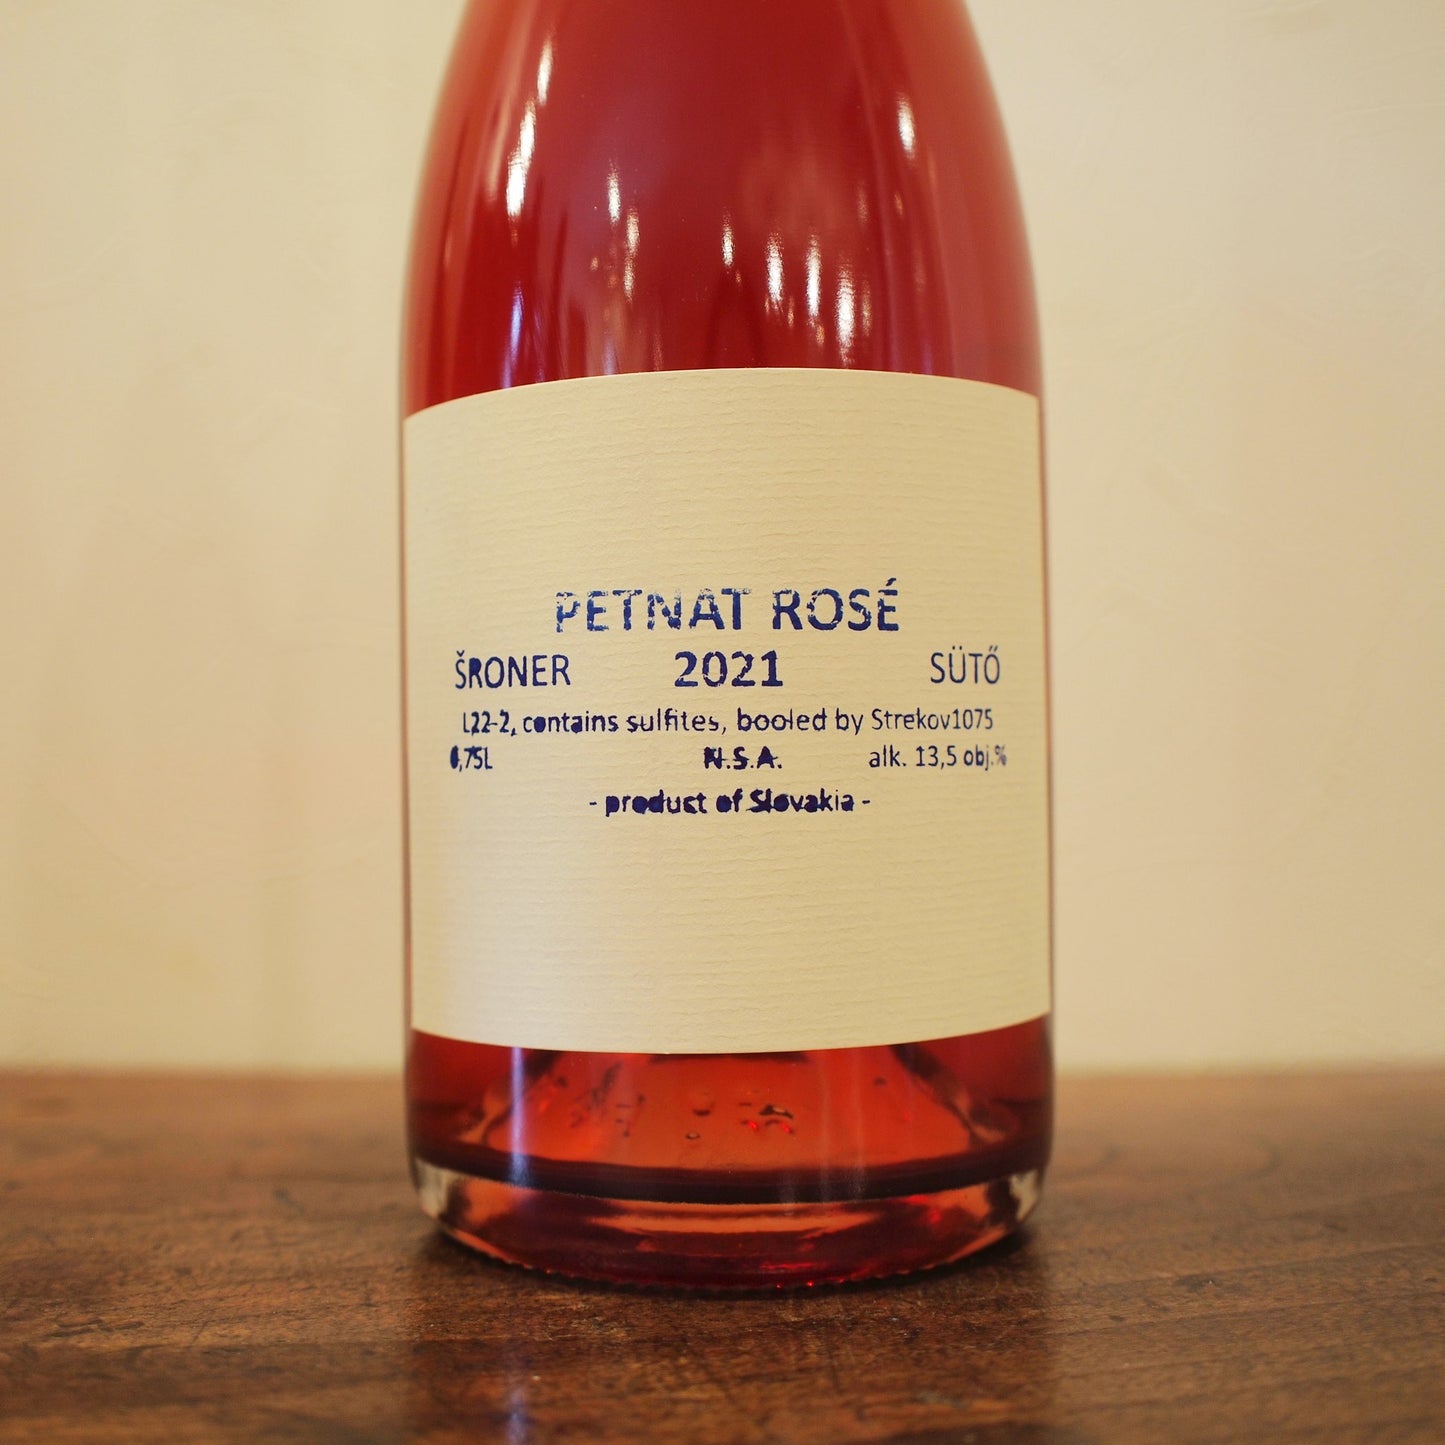 PETNAT ROSÉ
ŠRONER 2021 SÜTŐ
L22-2, contains sulfites, booled by Strekov1075
0,75L N.S.A. alk. 13,5 obj.%
- product of Slovakia -